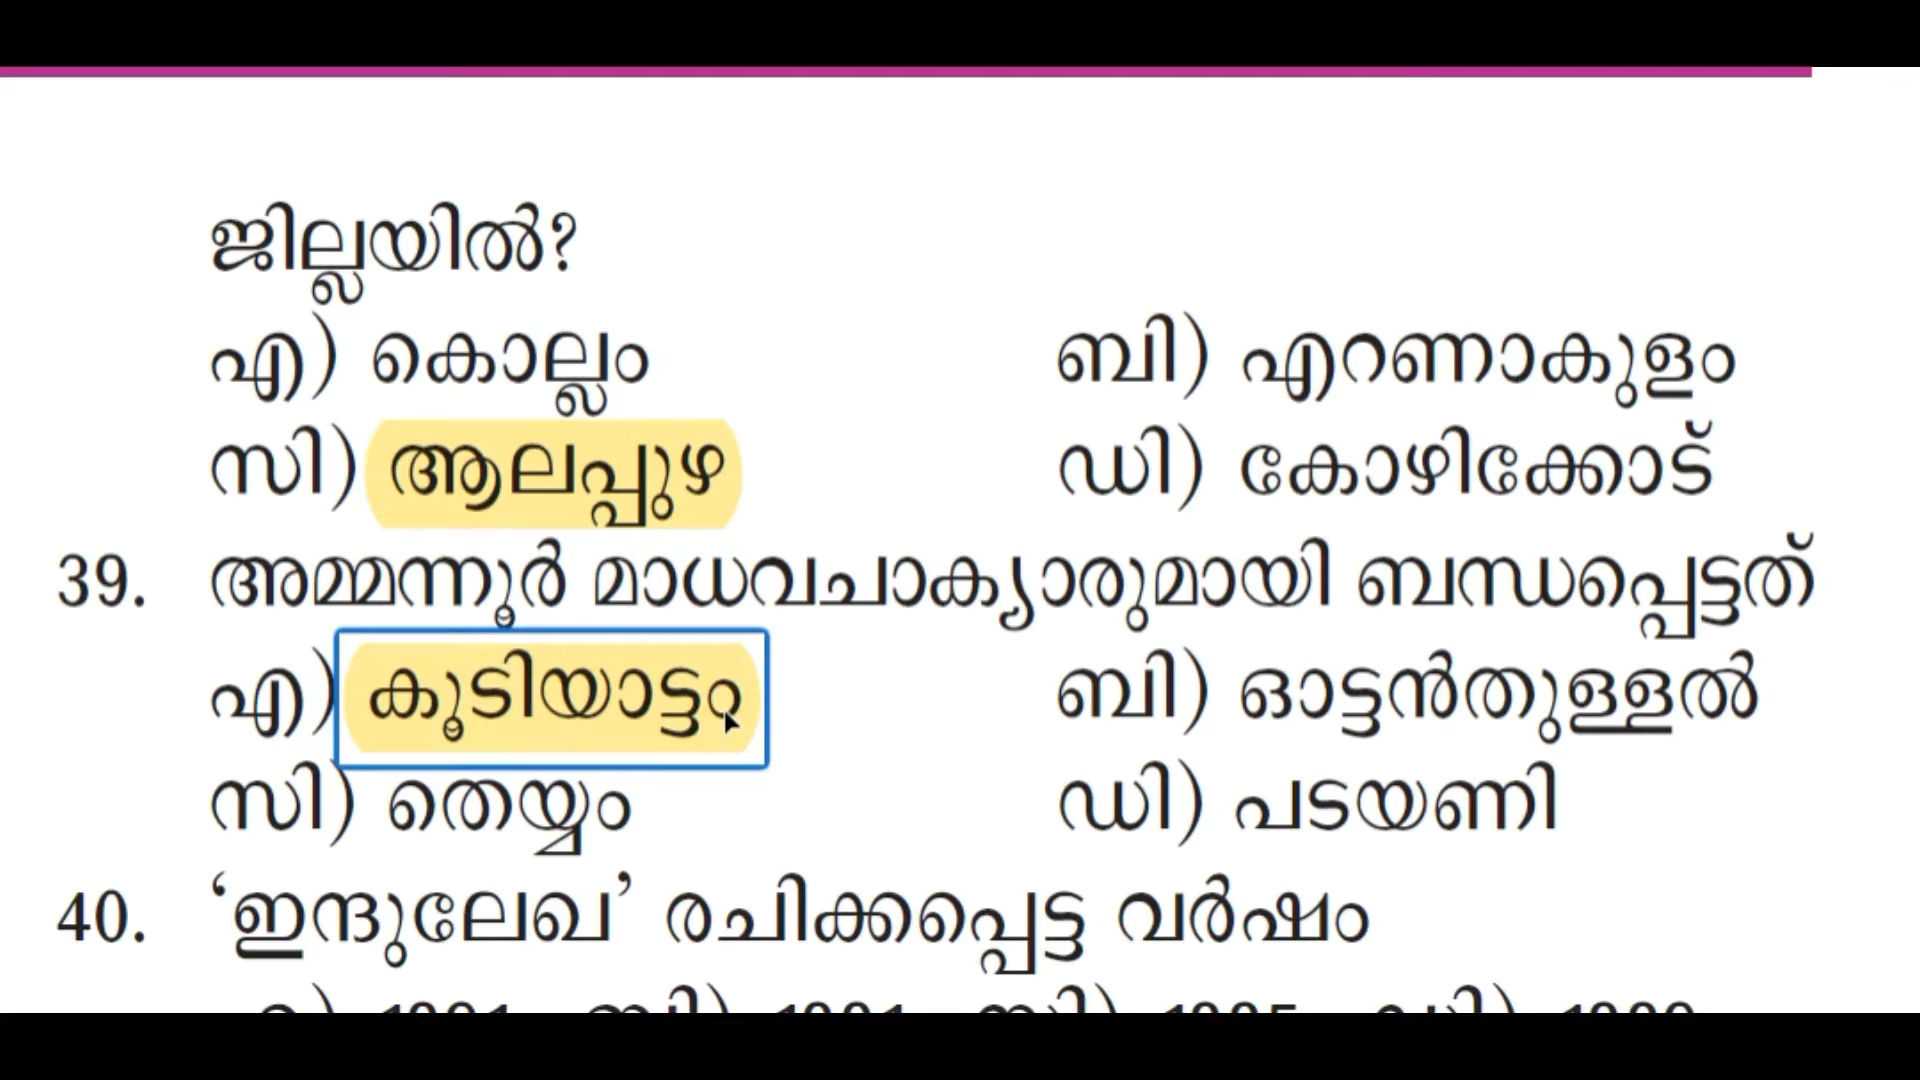 ജില്ലയിൽ?
എ) കൊല്ലം ബി) എറണാകുളം
സി) ആലപ്പുഴ ഡി) കോഴിക്കോട്
39. അമ്മന്നൂർ മാധവചാക്യാരുമായി ബന്ധപ്പെട്ടത്
എ) കൂടിയാട്ടം ബി) ഓട്ടൻതുള്ളൽ
സി) തെയ്യം ഡി) പടയണി
40. ‘ഇന്ദുലേഖ’ രചിക്കപ്പെട്ട വർഷം